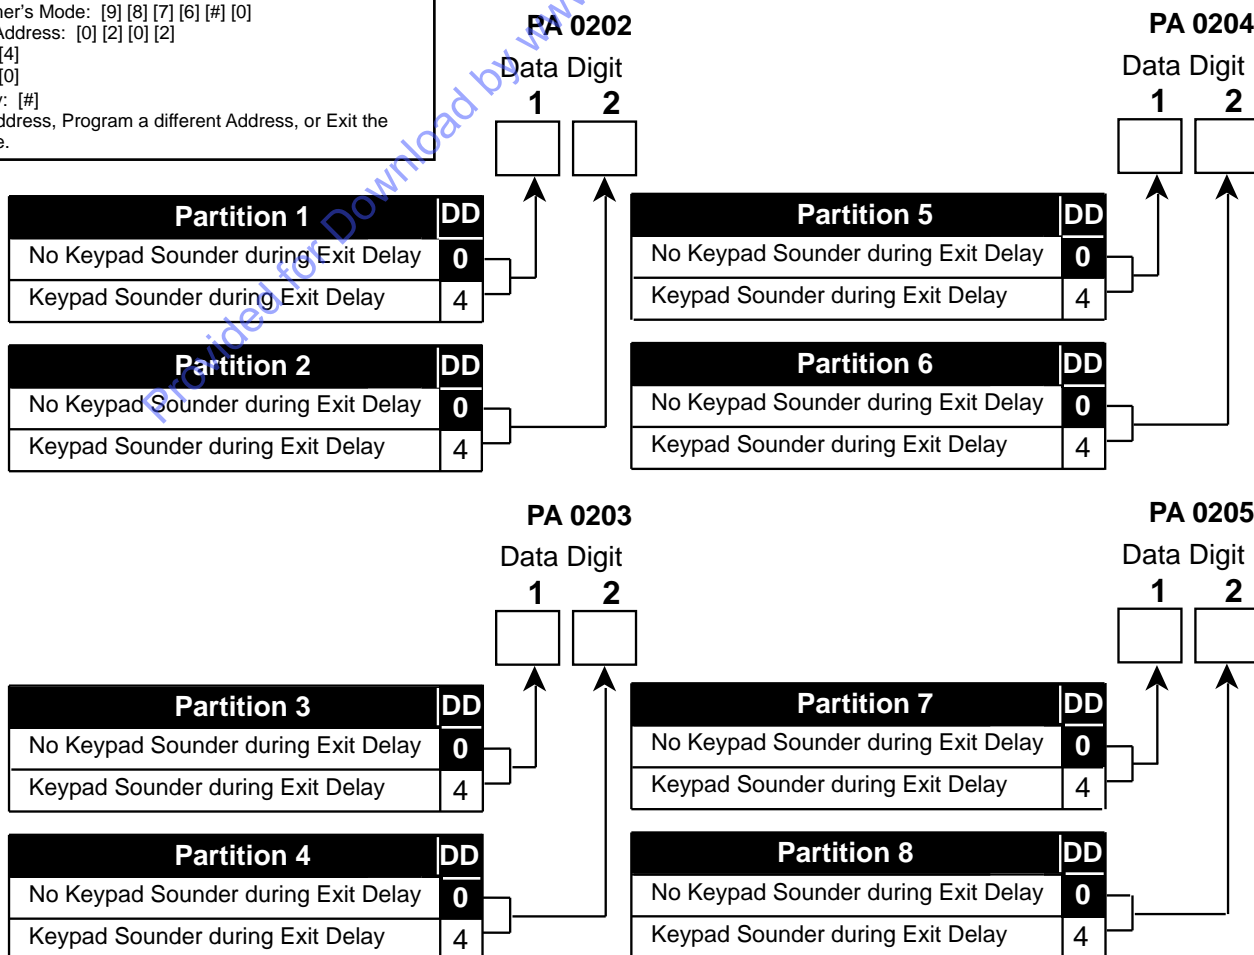 ner's Mode: [9] [8] [7] [6] [#] [0]
Address: [0] [2] [0] [2]
[4]
[0]
y: [#]
ddress, Program a different Address, or Exit the
e.
PA 0202
Data Digit
1 2
Partition 1 DD
No Keypad Sounder during Exit Delay 0
Keypad Sounder during Exit Delay 4
Partition 2 DD
No Keypad Sounder during Exit Delay 0
Keypad Sounder during Exit Delay 4
PA 0204
Data Digit
1 2
Partition 5 DD
No Keypad Sounder during Exit Delay 0
Keypad Sounder during Exit Delay 4
Partition 6 DD
No Keypad Sounder during Exit Delay 0
Keypad Sounder during Exit Delay 4
PA 0203
Data Digit
1 2
Partition 3 DD
No Keypad Sounder during Exit Delay 0
Keypad Sounder during Exit Delay 4
Partition 4 DD
No Keypad Sounder during Exit Delay 0
Keypad Sounder during Exit Delay 4
PA 0205
Data Digit
1 2
Partition 7 DD
No Keypad Sounder during Exit Delay 0
Keypad Sounder during Exit Delay 4
Partition 8 DD
No Keypad Sounder during Exit Delay 0
Keypad Sounder during Exit Delay 4
Provided for Download by www